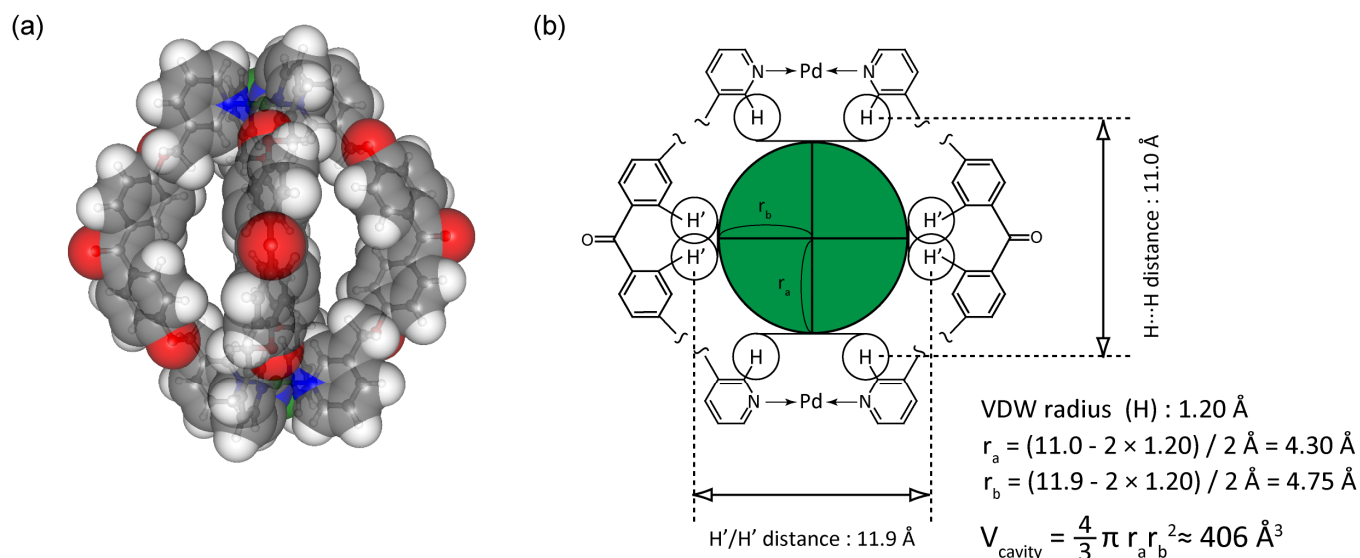 (a)
(b)
N Pd N
H H
H' H'
r_b
O O
H' H'
r_a
H H
N Pd N
H···H distance : 11.0 Å
H'/H' distance : 11.9 Å
VDW radius (H) : 1.20 Å
r_a = (11.0 - 2 × 1.20) / 2 Å = 4.30 Å
r_b = (11.9 - 2 × 1.20) / 2 Å = 4.75 Å
V_cavity = 4/3 π r_a r_b² ≈ 406 Å³